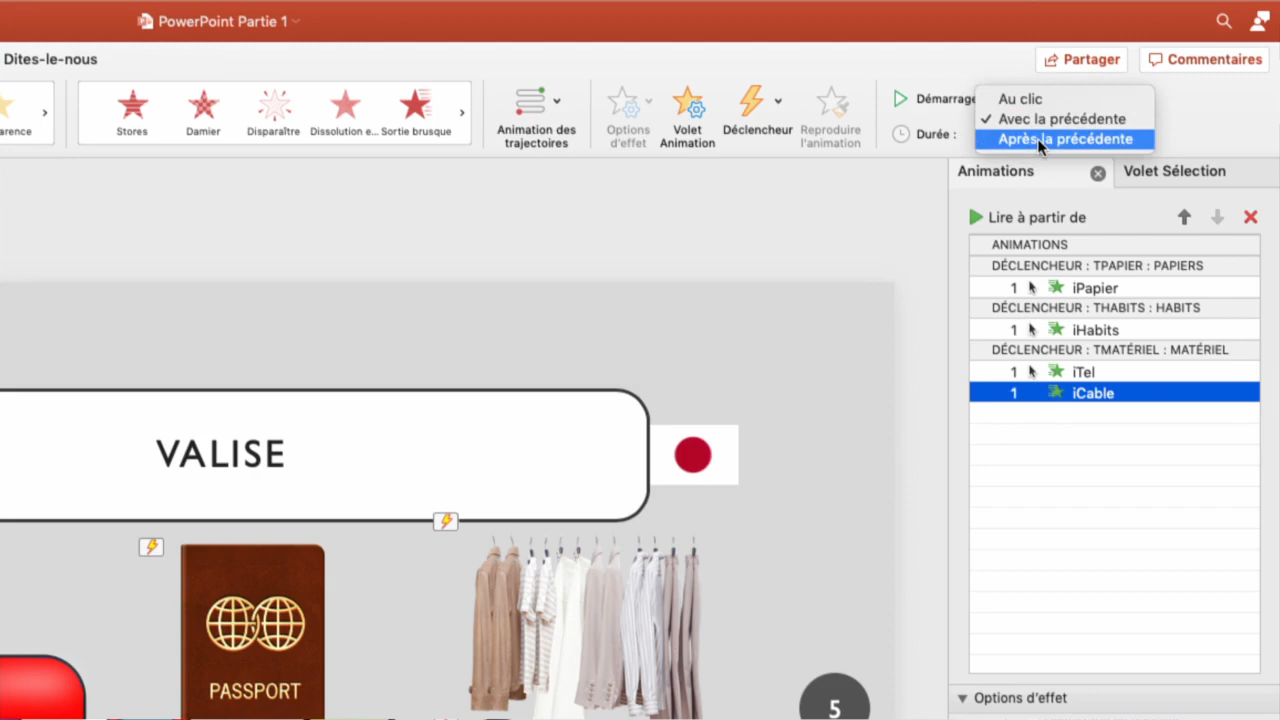 PowerPoint Partie 1
Dites-le-nous
Partager
Commentaires
arence
Stores
Damier
Disparaître
Dissolution e...
Sortie brusque
Animation des
trajectoires
Options
d'effet
Volet
Animation
Déclencheur
Reproduire
l'animation
Démarrage
Durée :
Au clic
Avec la précédente
Après la précédente
Animations
Volet Sélection
Lire à partir de
ANIMATIONS
DÉCLENCHEUR : TPAPIER : PAPIERS
1 iPapier
DÉCLENCHEUR : THABITS : HABITS
1 iHabits
DÉCLENCHEUR : TMATÉRIEL : MATÉRIEL
1 iTel
1 iCable
VALISE
PASSPORT
5
Options d'effet